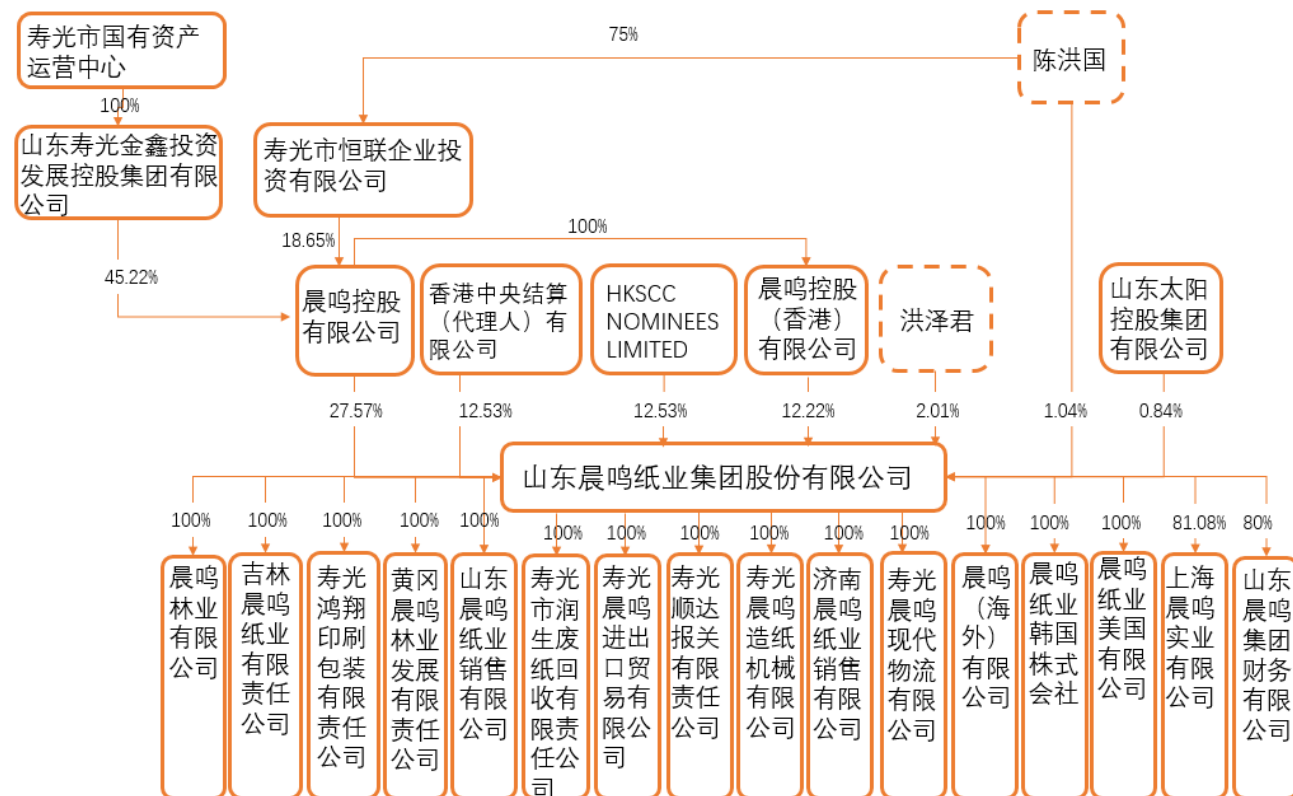 寿光市国有资产
运营中心
75%
陈洪国
100%
山东寿光金鑫投资
发展控股集团有限
公司
寿光市恒联企业投
资有限公司
18.65%
100%
45.22%
晨鸣控股
有限公司
香港中央结算
（代理人）有
限公司
HKSCC
NOMINEES
LIMITED
晨鸣控股
（香港）
有限公司
洪泽君
山东太阳
控股集团
有限公司
27.57%
12.53%
12.53%
12.22%
2.01%
1.04%
0.84%
山东晨鸣纸业集团股份有限公司
100%
100%
100%
100%
100%
100%
100%
100%
100%
100%
100%
100%
100%
100%
81.08%
80%
晨鸣
林业
有限
公司
吉林
晨鸣
纸业
有限
责任
公司
寿光
鸿翔
印刷
包装
有限
责任
公司
黄冈
晨鸣
林业
发展
有限
责任
公司
山东
晨鸣
纸业
销售
有限
公司
寿光
市润
生废
纸回
收有
限责
任公
司
寿光
晨鸣
进出
口贸
易有
限公
司
寿光
顺达
报关
有限
责任
公司
寿光
晨鸣
造纸
机械
有限
公司
济南
晨鸣
纸业
销售
有限
公司
寿光
晨鸣
现代
物流
有限
公司
晨鸣
（海
外）
有限
公司
晨鸣
纸业
韩国
株式
会社
晨鸣
纸业
美国
有限
公司
上海
晨鸣
实业
有限
公司
山东
晨鸣
集团
财务
有限
公司